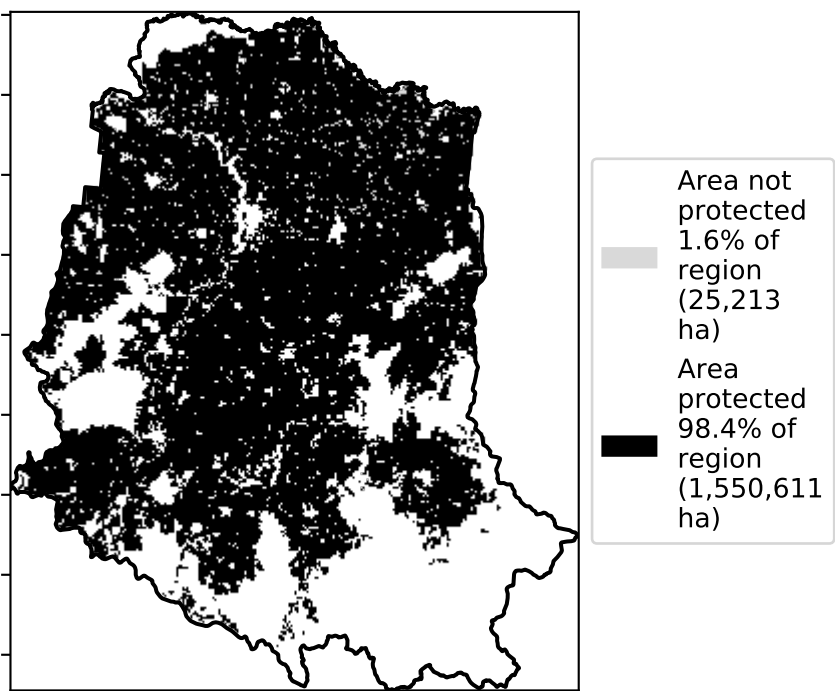 Area not
protected
1.6% of
region
(25,213
ha)
Area
protected
98.4% of
region
(1,550,611
ha)